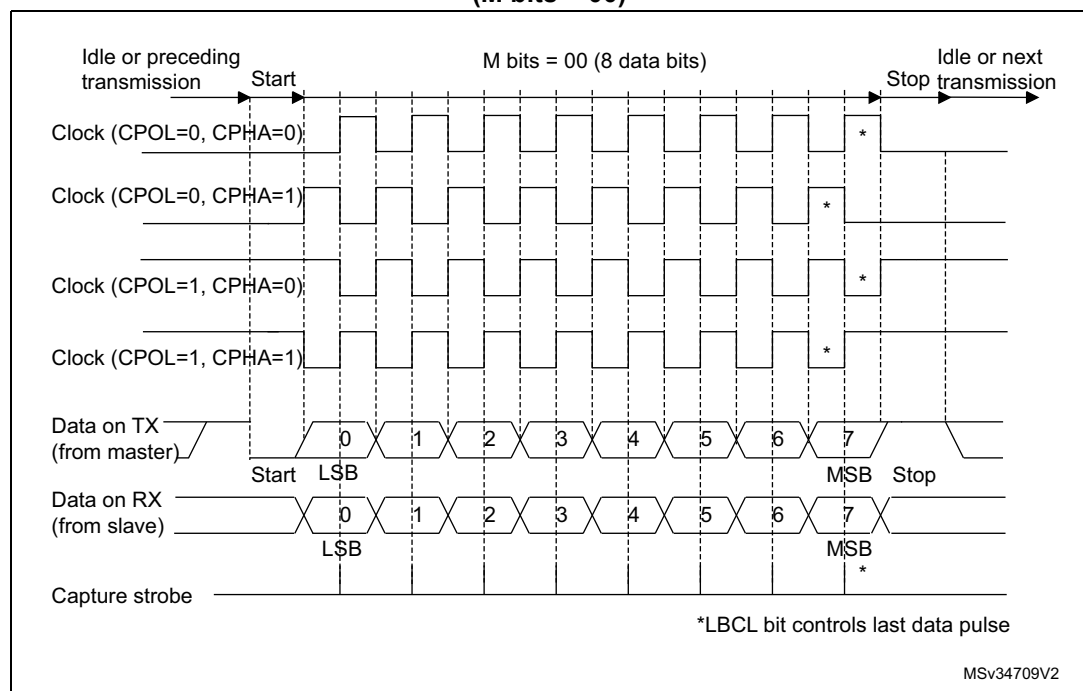 Idle or preceding transmission
Start
M bits = 00 (8 data bits)
Stop
Idle or next transmission
Clock (CPOL=0, CPHA=0)
*
Clock (CPOL=0, CPHA=1)
*
Clock (CPOL=1, CPHA=0)
*
Clock (CPOL=1, CPHA=1)
*
Data on TX (from master)
0 1 2 3 4 5 6 7
Start LSB MSB Stop
Data on RX (from slave)
0 1 2 3 4 5 6 7
LSB MSB
*
Capture strobe
*LBCL bit controls last data pulse
MSv34709V2